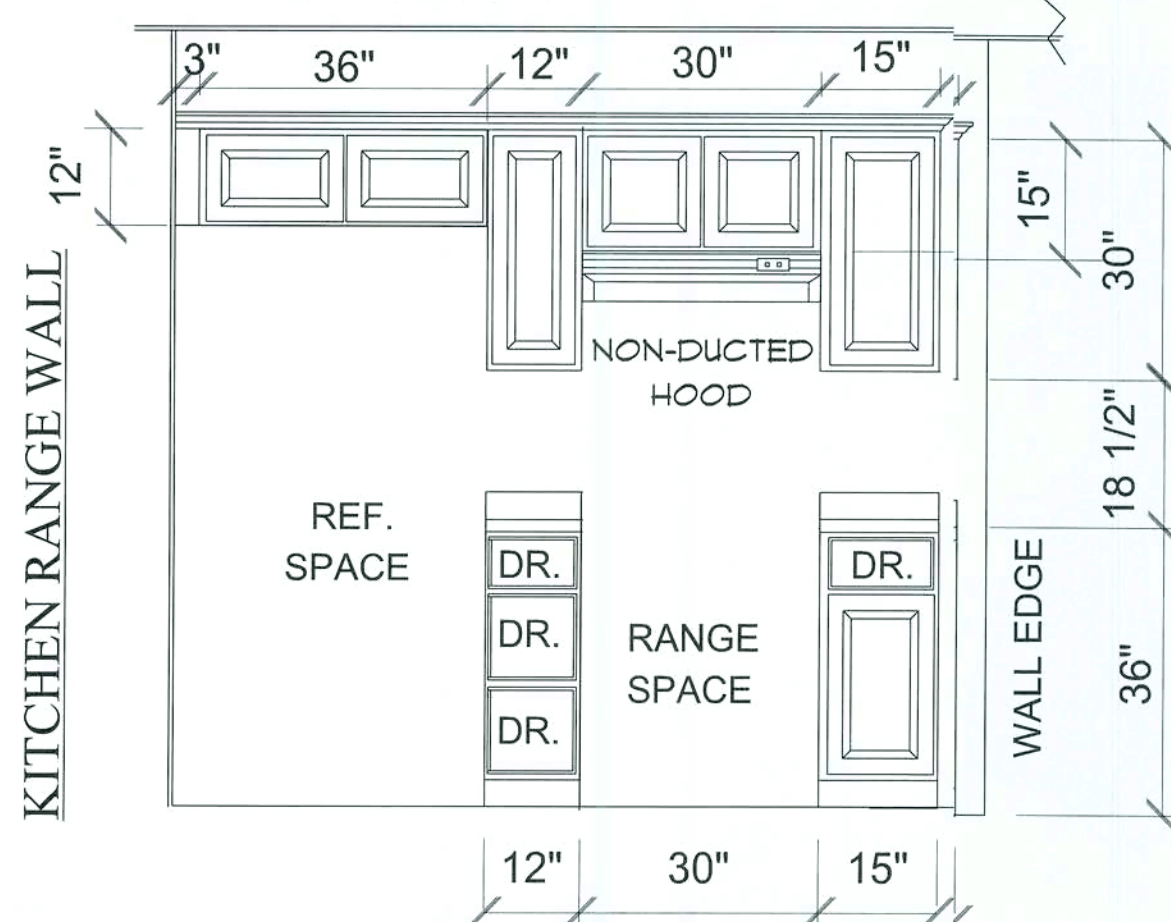 3" 36" 12" 30" 15"
12"
15"
30"
NON-DUCTED
HOOD
18 1/2"
REF.
SPACE
DR.
DR.
DR.
DR.
RANGE
SPACE
WALL EDGE
36"
KITCHEN RANGE WALL
12" 30" 15"